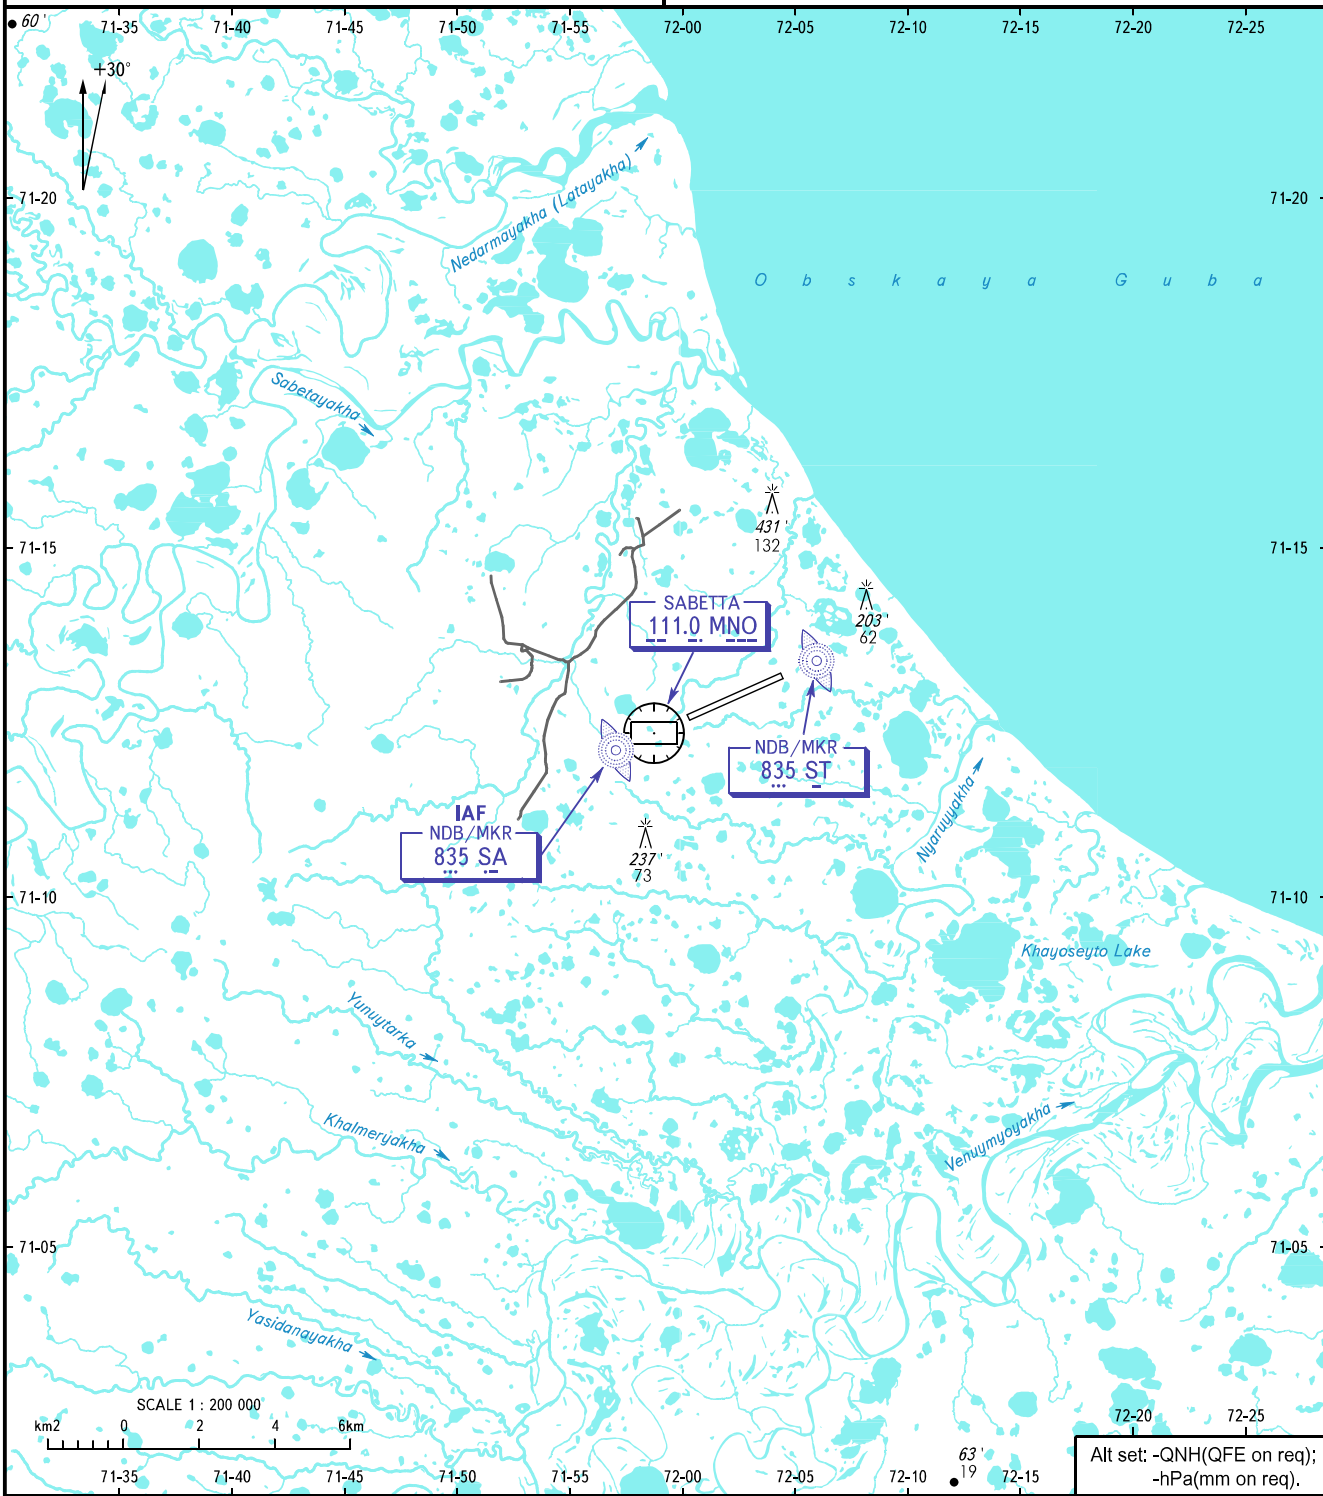 60'
71-35 71-40 71-45 71-50 71-55 72-00 72-05 72-10 72-15 72-20 72-25
+30°
Nedarmayakha (Latayakha)
71-20 71-20
Obskaya Guba
Sabetayakha
431'
132
71-15 71-15
203'
62
SABETTA
111.0 MNO
NDB/MKR
835 ST
IAF
NDB/MKR
835 SA
Nyaruyyakha
237'
73
71-10 71-10
Khayoseyto Lake
Yunuytarka
Khalmeryakha
Venuymyoyakha
71-05 71-05
Yasidanayakha
SCALE 1 : 200 000
km2 0 2 4 6km
72-20 72-25
63'
19
Alt set: -QNH(QFE on req);
-hPa(mm on req).
71-35 71-40 71-45 71-50 71-55 72-00 72-05 72-10 72-15